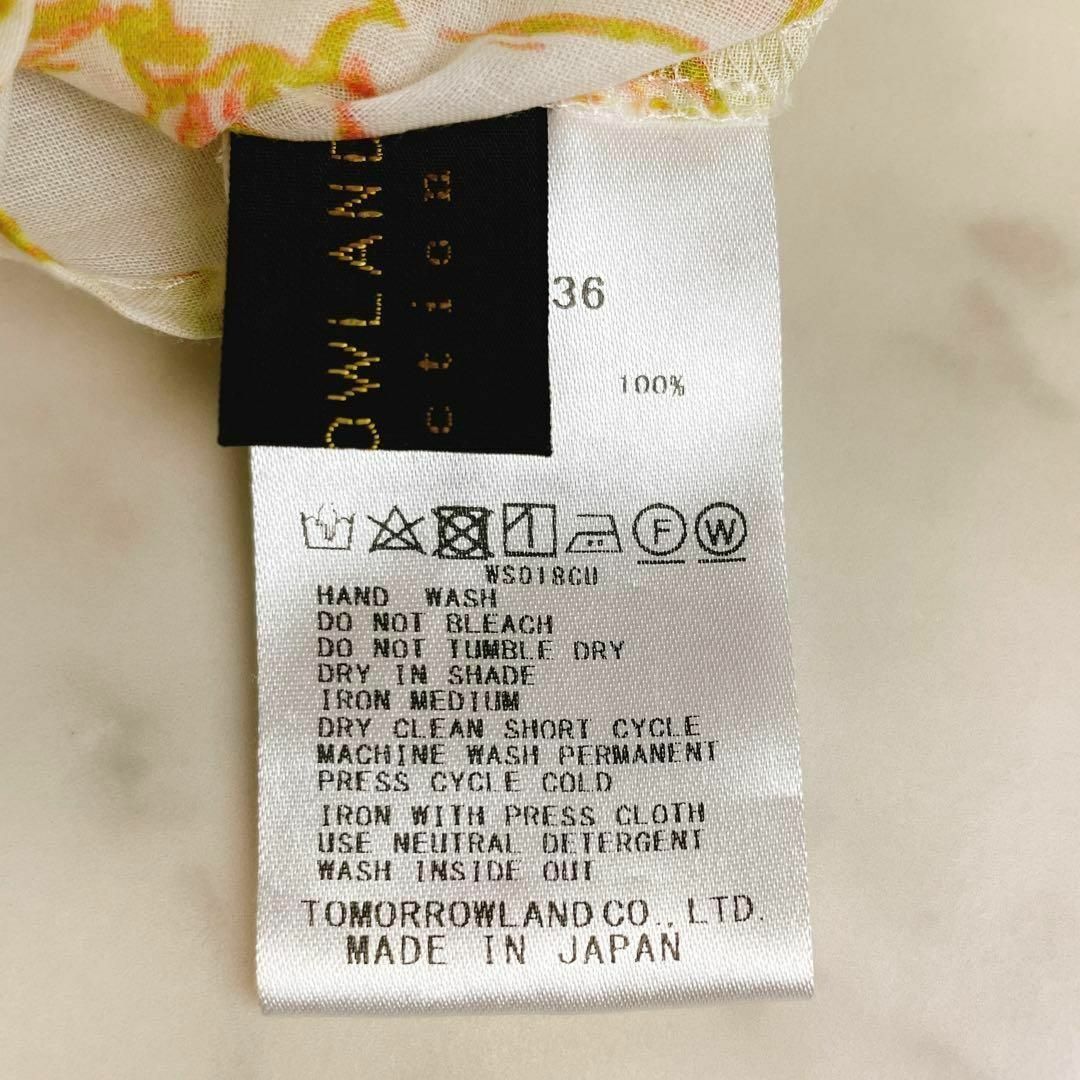 OWLAND
ction
36
100%
F W
WS018CU
HAND WASH
DO NOT BLEACH
DO NOT TUMBLE DRY
DRY IN SHADE
IRON MEDIUM
DRY CLEAN SHORT CYCLE
MACHINE WASH PERMANENT
PRESS CYCLE COLD
IRON WITH PRESS CLOTH
USE NEUTRAL DETERGENT
WASH INSIDE OUT
TOMORROWLAND CO., LTD.
MADE IN JAPAN